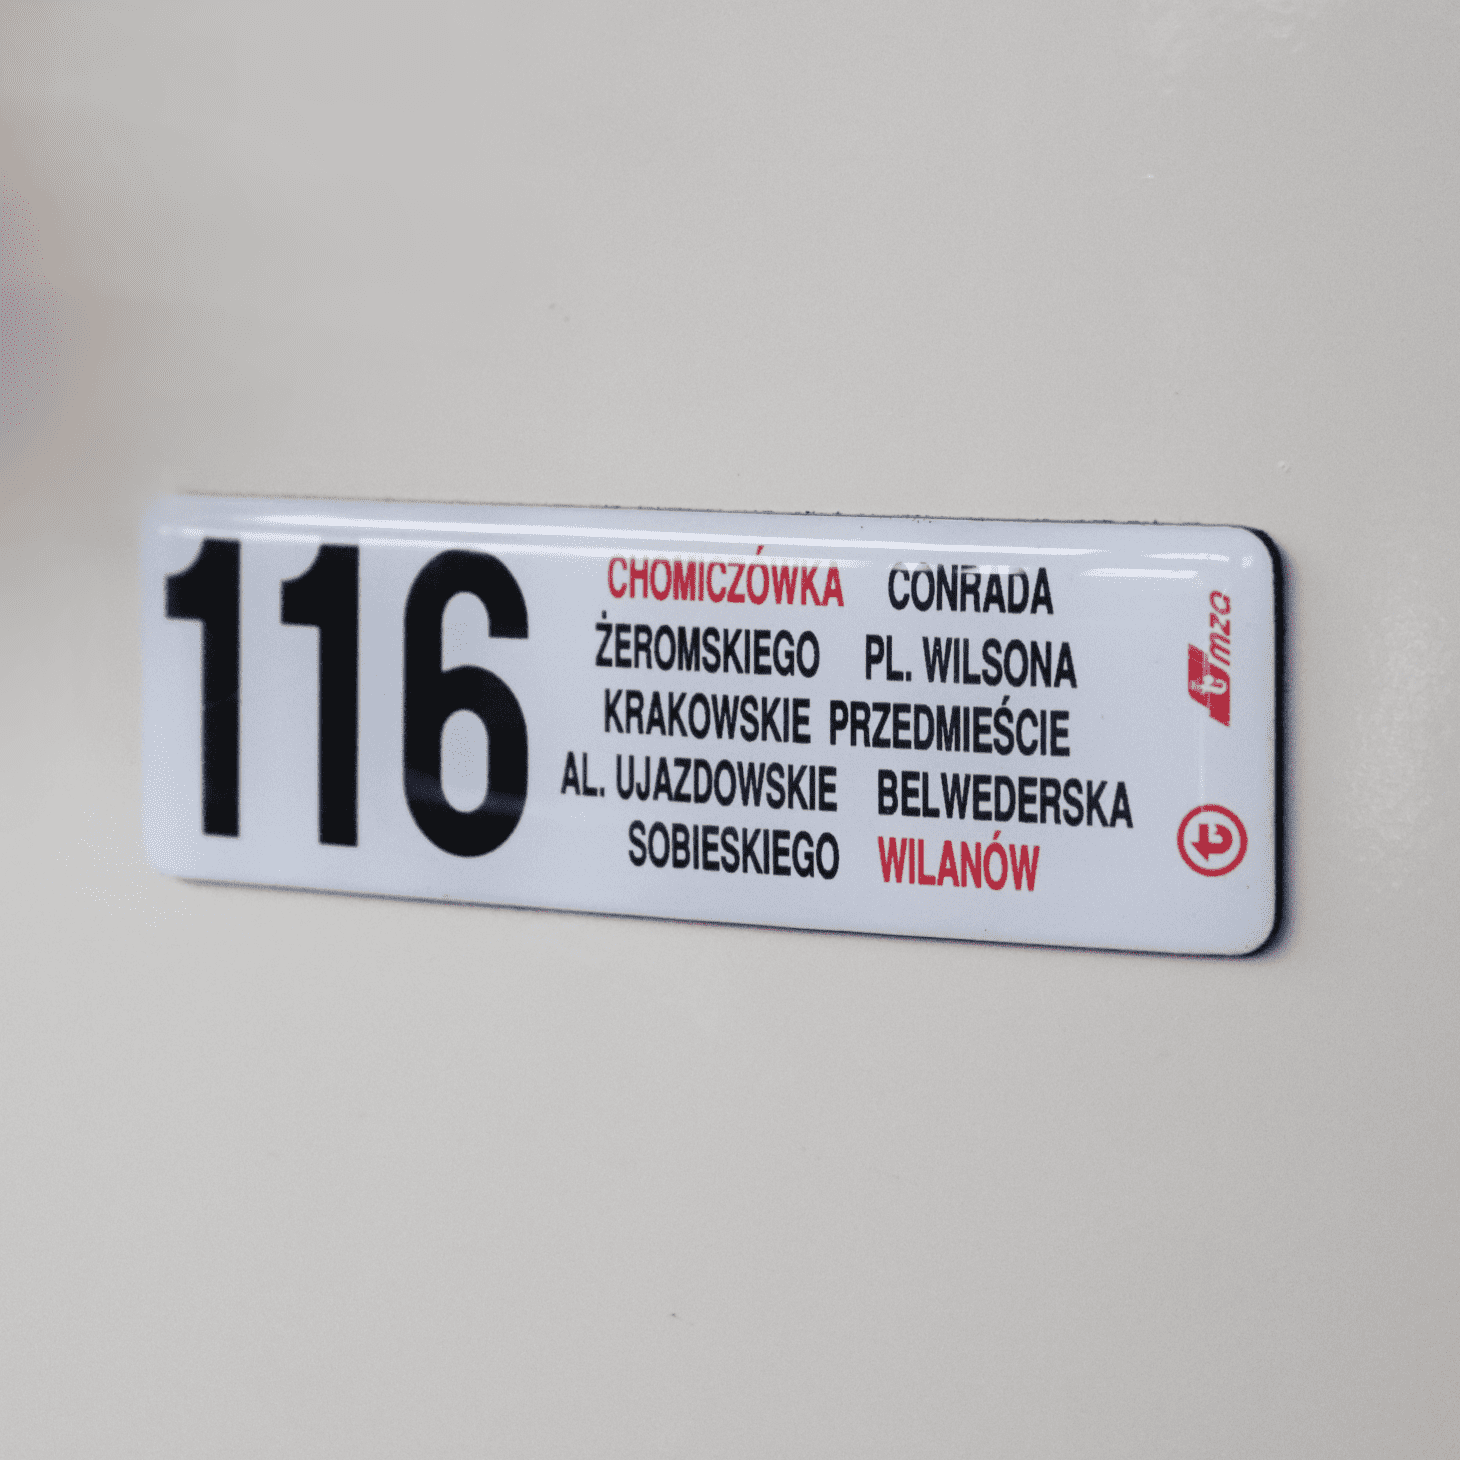 116
CHOMICZÓWKA CONRADA
ŻEROMSKIEGO PL. WILSONA
KRAKOWSKIE PRZEDMIEŚCIE
AL. UJAZDOWSKIE BELWEDERSKA
SOBIESKIEGO WILANÓW
mza
t